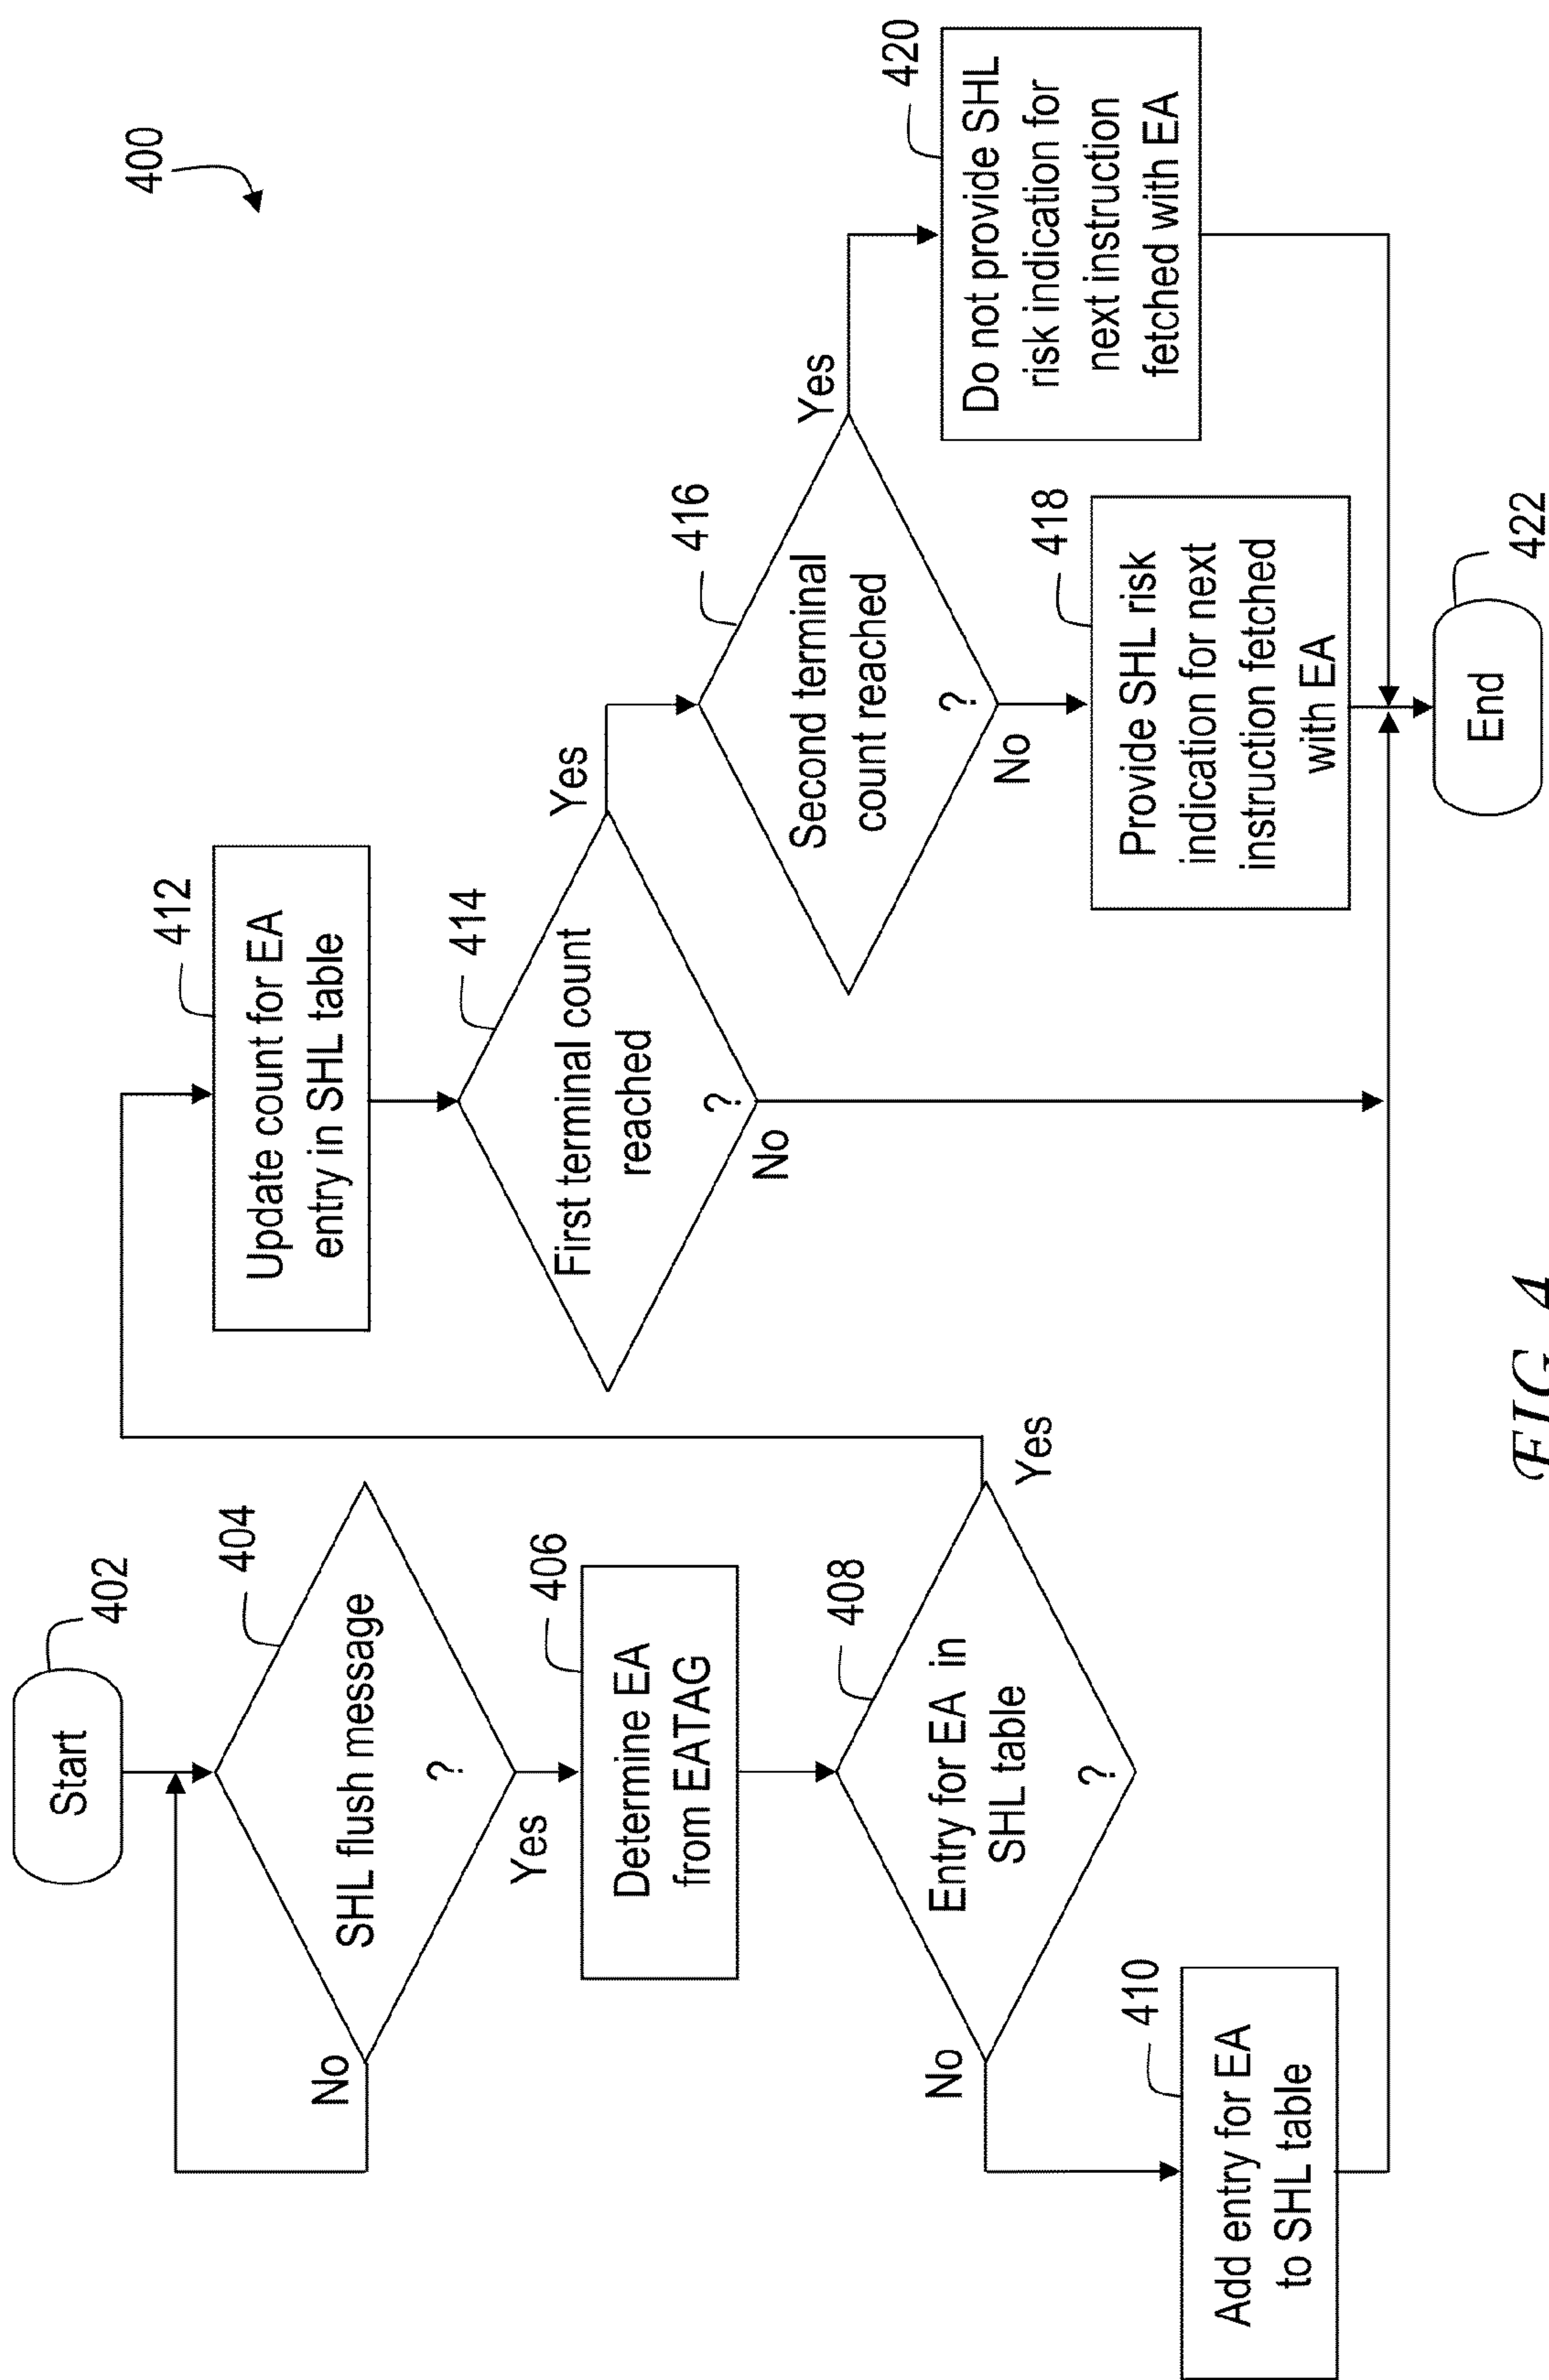 400
Start
402
SHL flush message
?
404
No
Yes
Determine EA
from EATAG
406
Entry for EA in
SHL table
?
408
No
Yes
Add entry for EA
to SHL table
410
Update count for EA
entry in SHL table
412
First terminal count
reached
?
414
Yes
No
Second terminal
count reached
?
416
Yes
No
Provide SHL risk
indication for next
instruction fetched
with EA
418
Do not provide SHL
risk indication for
next instruction
fetched with EA
420
End
422
FIG. 4